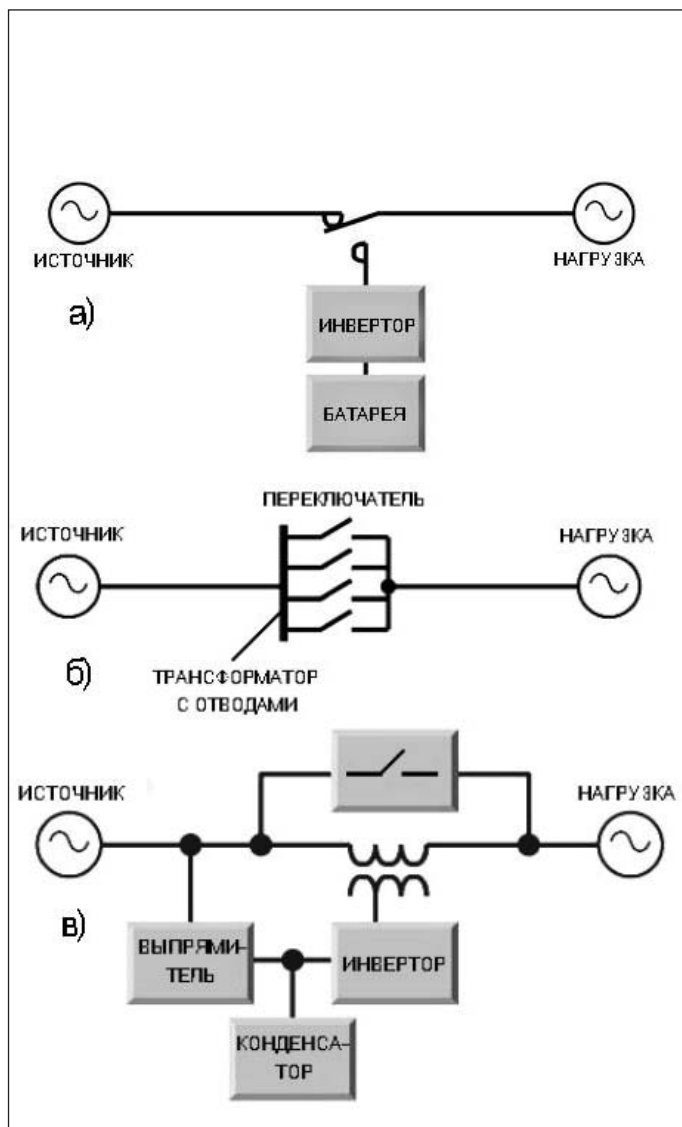 ИСТОЧНИК
НАГРУЗКА
а)
ИНВЕРТОР
БАТАРЕЯ
ПЕРЕКЛЮЧАТЕЛЬ
ИСТОЧНИК
НАГРУЗКА
б)
ТРАНСФОРМАТОР
С ОТВОДАМИ
ИСТОЧНИК
НАГРУЗКА
в)
ВЫПРЯМИ-
ТЕЛЬ
ИНВЕРТОР
КОНДЕНСА-
ТОР